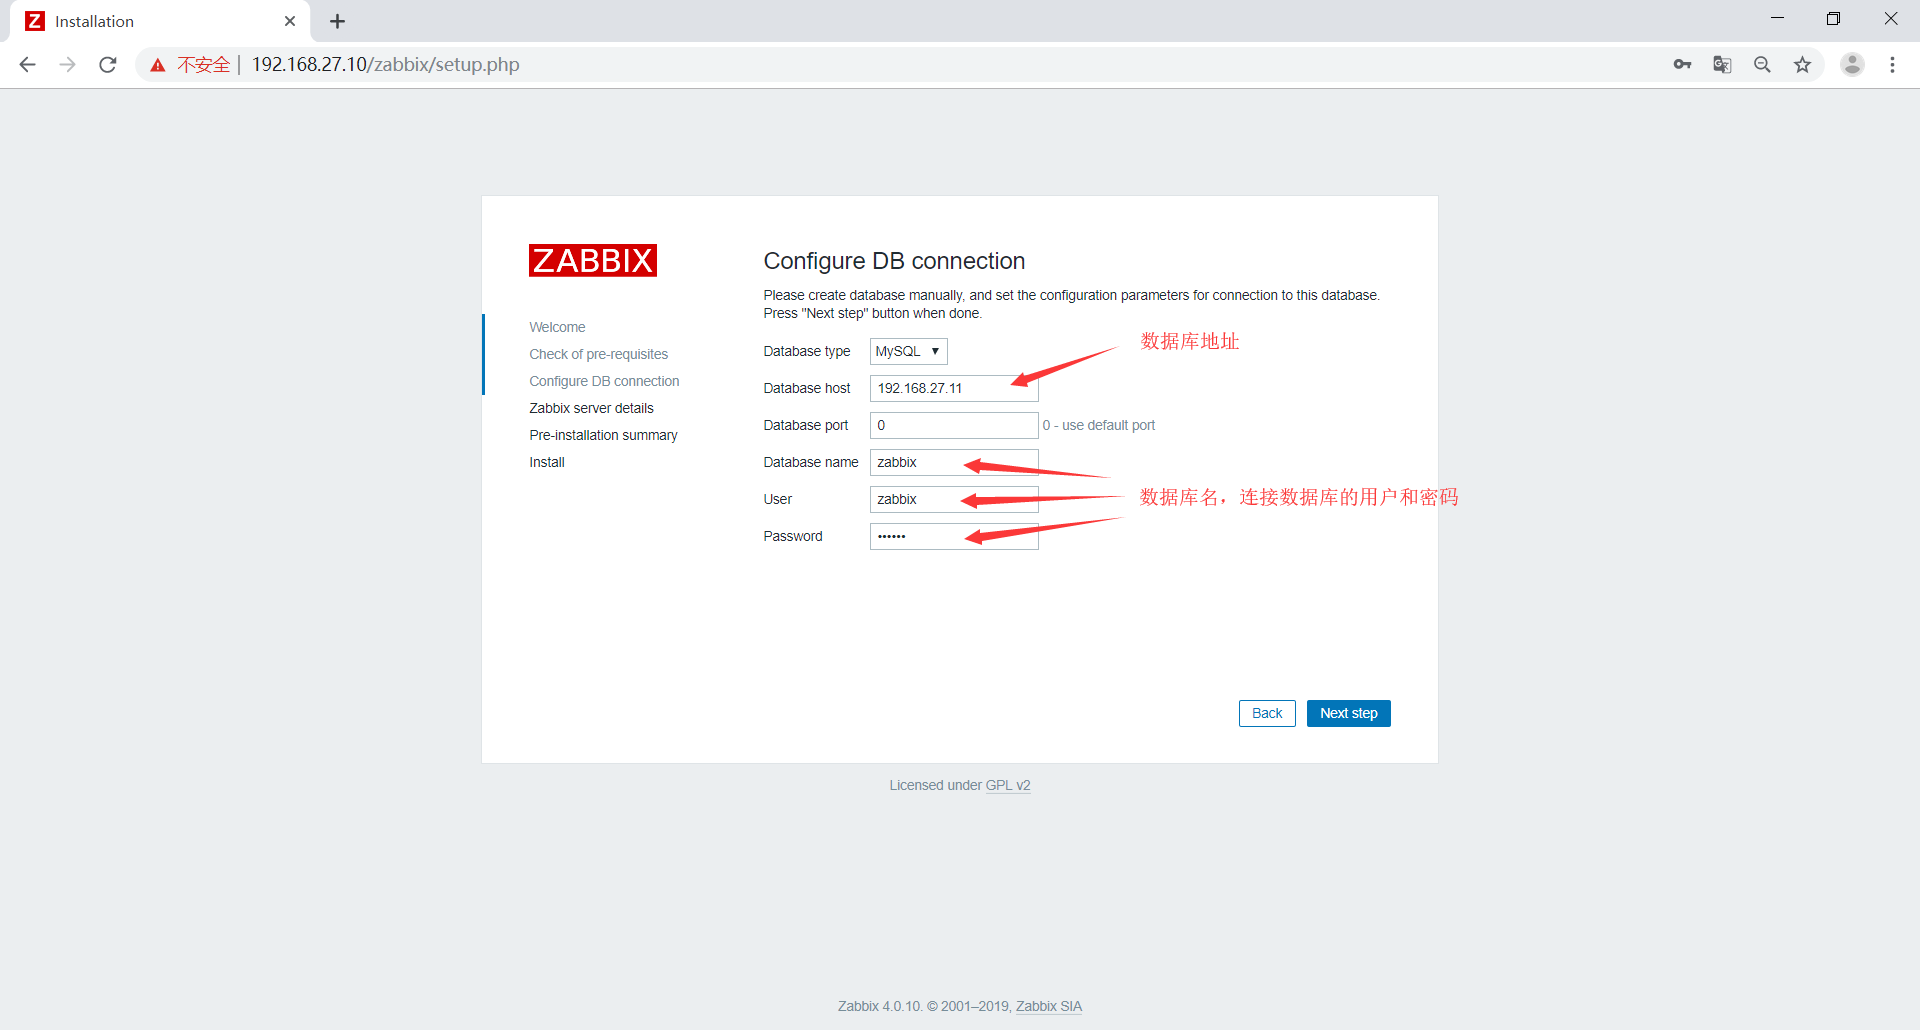 Installation
不安全 | 192.168.27.10/zabbix/setup.php
ZABBIX
Welcome
Check of pre-requisites
Configure DB connection
Zabbix server details
Pre-installation summary
Install
Configure DB connection
Please create database manually, and set the configuration parameters for connection to this database.
Press "Next step" button when done.
数据库地址
Database type MySQL ▼
Database host 192.168.27.11
Database port 0 0 - use default port
Database name zabbix
User zabbix
数据库名，连接数据库的用户和密码
Password ••••••
Back Next step
Licensed under GPL v2
Zabbix 4.0.10. © 2001–2019, Zabbix SIA